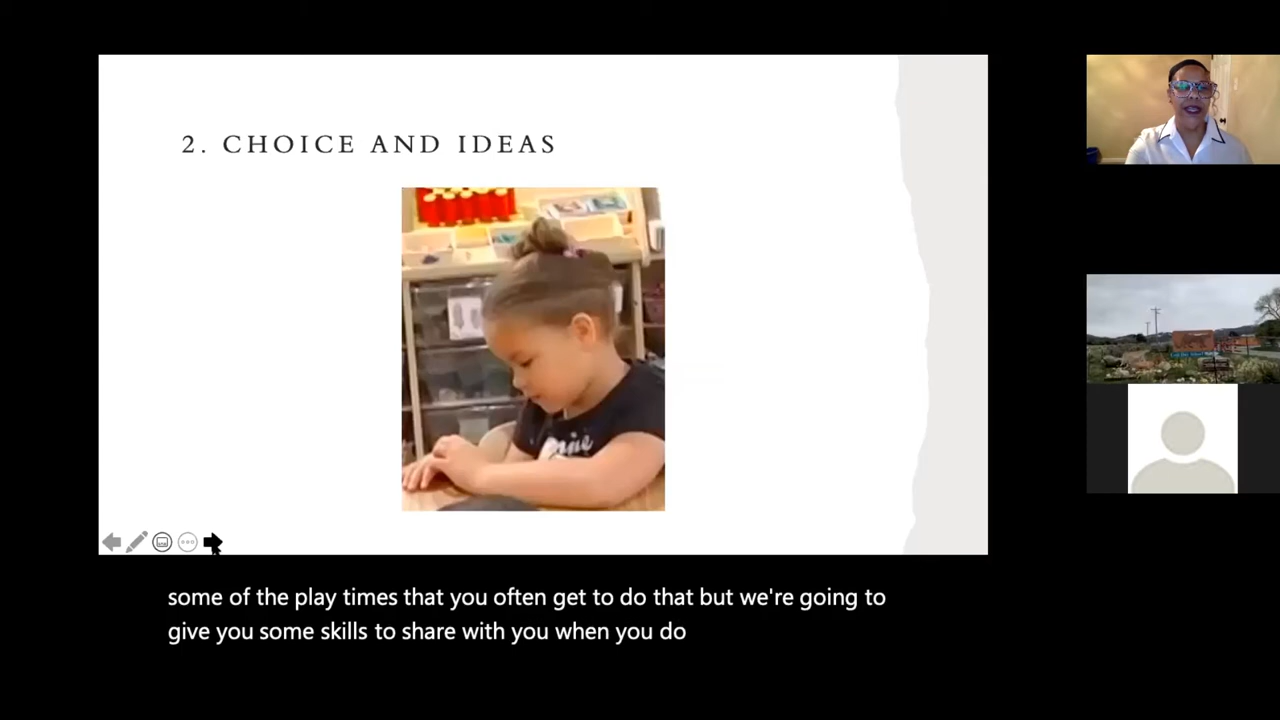 2. CHOICE AND IDEAS
some of the play times that you often get to do that but we're going to
give you some skills to share with you when you do